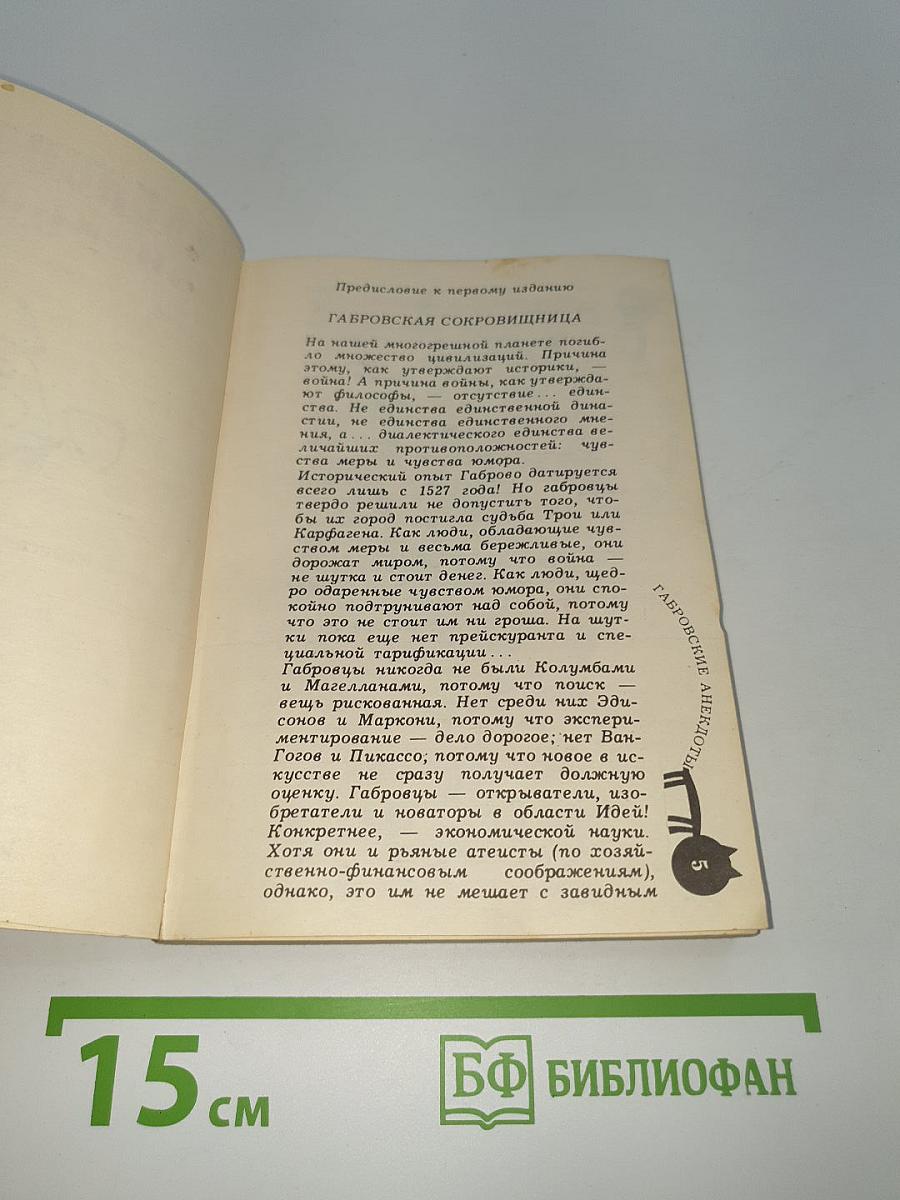 Предисловие к первому изданию
ГАБРОВСКАЯ СОКРОВИЩНИЦА
На нашей многогрешной планете погиб-
ло множество цивилизаций. Причина
этому, как утверждают историки, —
война! А причина войны, как утвержда-
ют философы, — отсутствие... един-
ства. Не единства единственной дина-
стии, не единства единственного мне-
ния, а... диалектического единства ве-
личайших противоположностей: чув-
ства меры и чувства юмора.
Исторический опыт Габрово датируется
всего лишь с 1527 года! Но габровцы
твердо решили не допустить того, что-
бы их город постигла судьба Трои или
Карфагена. Как люди, обладающие чув-
ством меры и весьма бережливые, они
дорожат миром, потому что война —
не шутка и стоит денег. Как люди, щед-
ро одаренные чувством юмора, они спо-
койно подтрунивают над собой, потому
что это не стоит им ни гроша. На шут-
ки пока еще нет прейскуранта и спе-
циальной тарификации...
Габровцы никогда не были Колумбами
и Магелланами, потому что поиск —
вещь рискованная. Нет среди них Эди-
сонов и Маркони, потому что экспери-
ментирование — дело дорогое; нет Ван-
Гогов и Пикассо; потому что новое в ис-
кусстве не сразу получает должную
оценку. Габровцы — открыватели, изо-
бретатели и новаторы в области Идей!
Конкретнее, — экономической науки.
Хотя они и рьяные атеисты (по хозяй-
ственно-финансовым соображениям),
однако, это им не мешает с завидным
ГАБРОВСКИЕ АНЕКДОТЫ
5
15 см
БФ БИБЛИОФАН